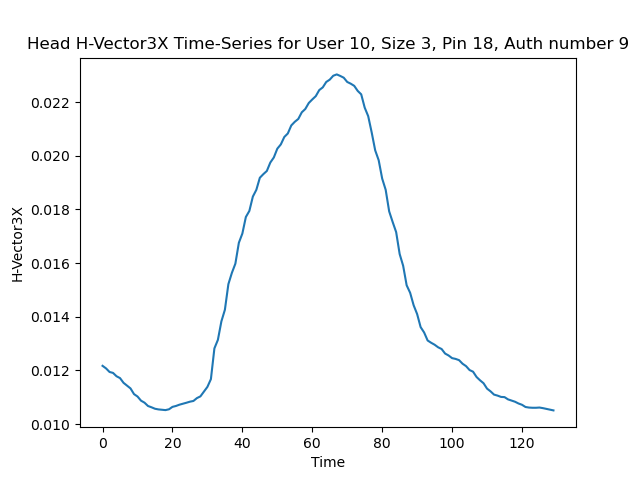 Head H-Vector3X Time-Series for User 10, Size 3, Pin 18, Auth number 9
H-Vector3X
0.022
0.020
0.018
0.016
0.014
0.012
0.010
0 20 40 60 80 100 120
Time